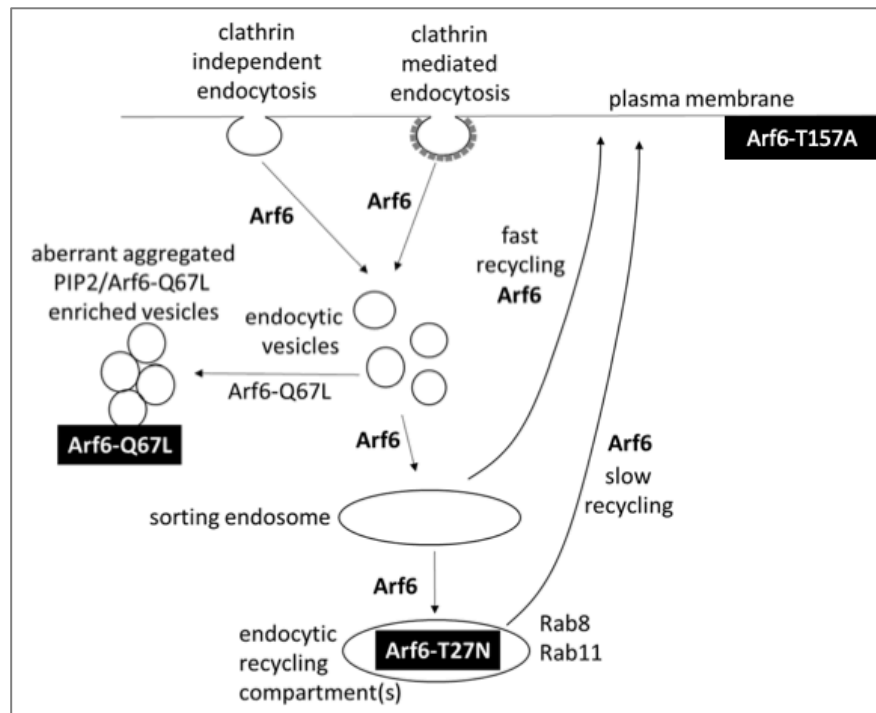 clathrin
independent
endocytosis
clathrin
mediated
endocytosis
plasma membrane
Arf6-T157A
Arf6
Arf6
fast
recycling
Arf6
aberrant aggregated
PIP2/Arf6-Q67L
enriched vesicles
endocytic
vesicles
Arf6-Q67L
Arf6-Q67L
Arf6
Arf6
slow
recycling
sorting endosome
Arf6
endocytic
recycling
compartment(s)
Arf6-T27N
Rab8
Rab11